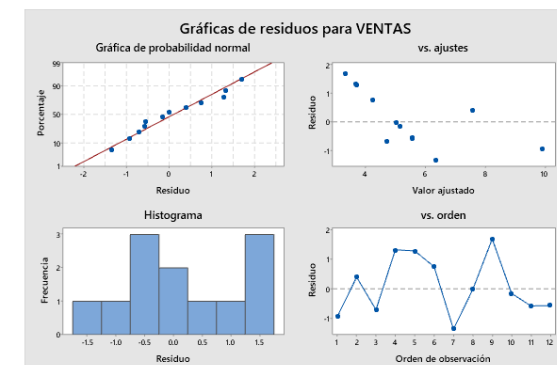 Gráficas de residuos para VENTAS
Gráfica de probabilidad normal
Porcentaje
99
90
50
10
1
-2 -1 0 1 2
Residuo
vs. ajustes
Residuo
2
1
0
-1
4 6 8 10
Valor ajustado
Histograma
Frecuencia
3
2
1
0
-1.5 -1.0 -0.5 0.0 0.5 1.0 1.5
Residuo
vs. orden
Residuo
2
1
0
-1
1 2 3 4 5 6 7 8 9 10 11 12
Orden de observación